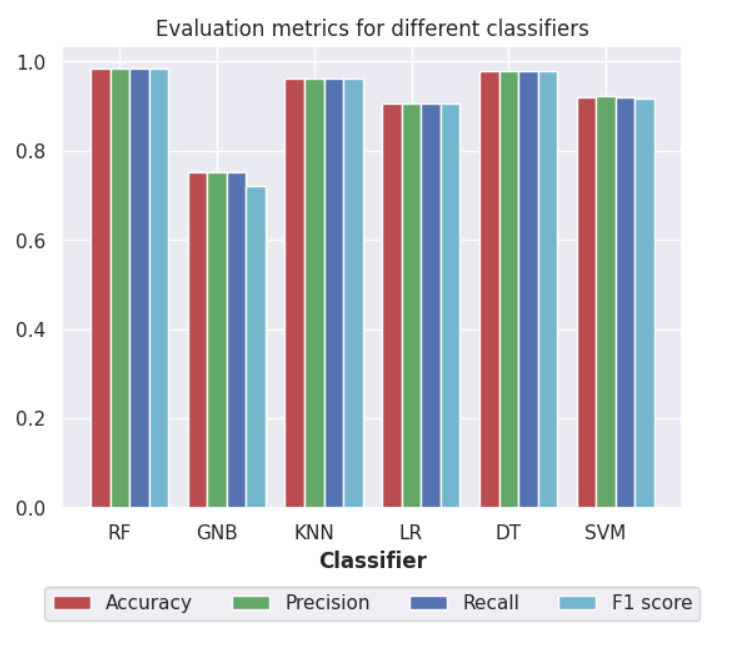 Evaluation metrics for different classifiers
1.0
0.8
0.6
0.4
0.2
0.0
RF GNB KNN LR DT SVM
Classifier
Accuracy Precision Recall F1 score